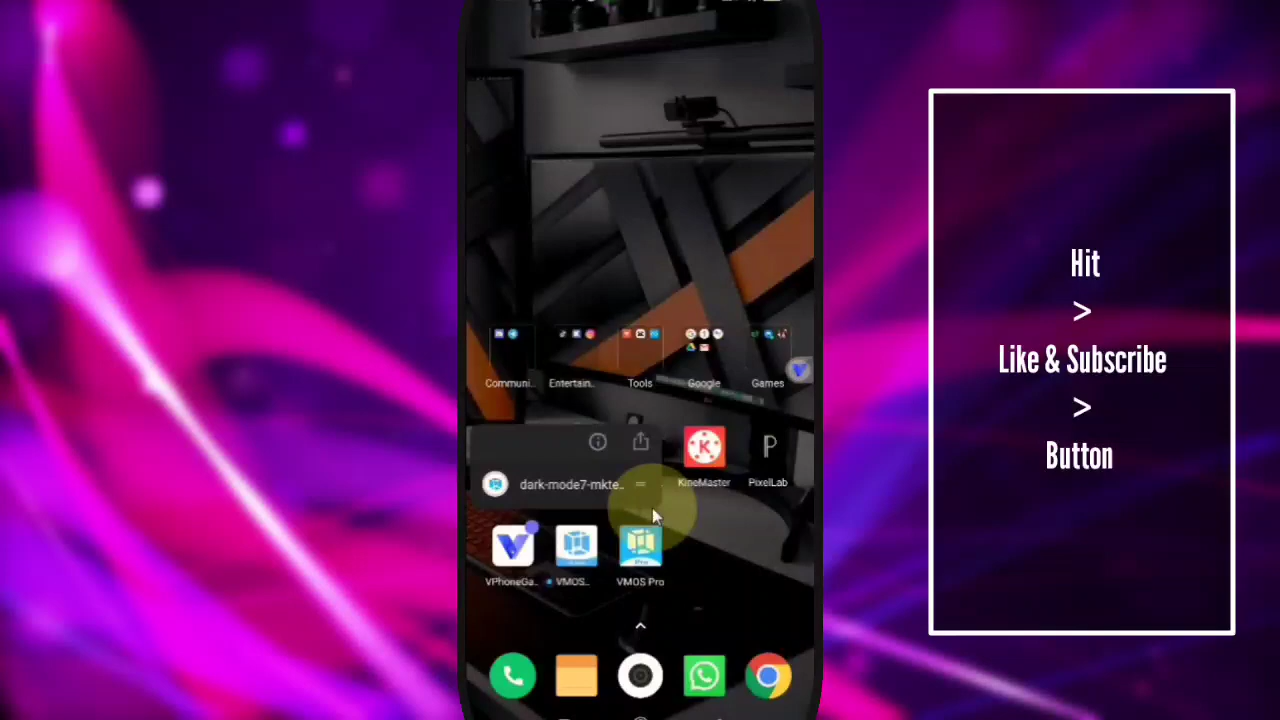 Communi..
Entertain..
Tools
Google
Games
dark-mode7-mkte..
KineMaster
PixelLab
VPhoneGa..
VMOS..
VMOS Pro
Hit
>
Like & Subscribe
>
Button